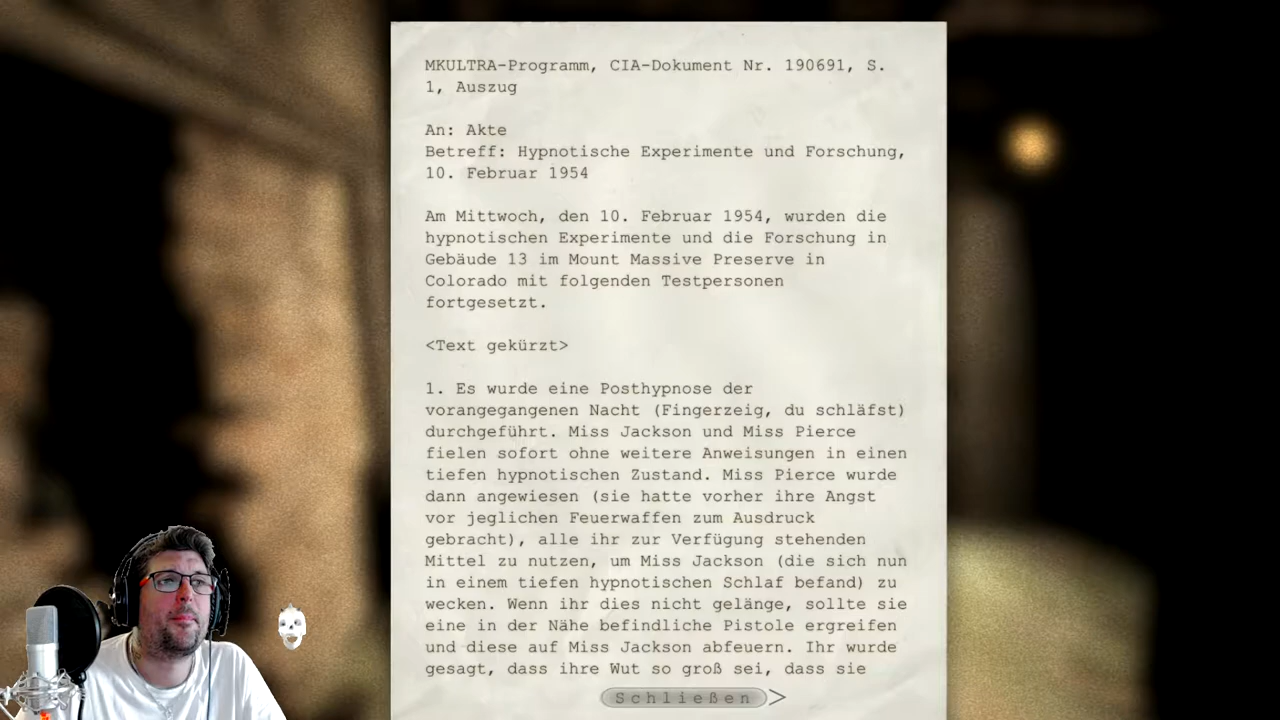 MKULTRA-Programm, CIA-Dokument Nr. 190691, S.
1, Auszug
An: Akte
Betreff: Hypnotische Experimente und Forschung,
10. Februar 1954
Am Mittwoch, den 10. Februar 1954, wurden die
hypnotischen Experimente und die Forschung in
Gebäude 13 im Mount Massive Preserve in
Colorado mit folgenden Testpersonen
fortgesetzt.
<Text gekürzt>
1. Es wurde eine Posthypnose der
vorangegangenen Nacht (Fingerzeig, du schläfst)
durchgeführt. Miss Jackson und Miss Pierce
fielen sofort ohne weitere Anweisungen in einen
tiefen hypnotischen Zustand. Miss Pierce wurde
dann angewiesen (sie hatte vorher ihre Angst
vor jeglichen Feuerwaffen zum Ausdruck
gebracht), alle ihr zur Verfügung stehenden
Mittel zu nutzen, um Miss Jackson (die sich nun
in einem tiefen hypnotischen Schlaf befand) zu
wecken. Wenn ihr dies nicht gelänge, sollte sie
eine in der Nähe befindliche Pistole ergreifen
und diese auf Miss Jackson abfeuern. Ihr wurde
gesagt, dass ihre Wut so groß sei, dass sie
Schließen >